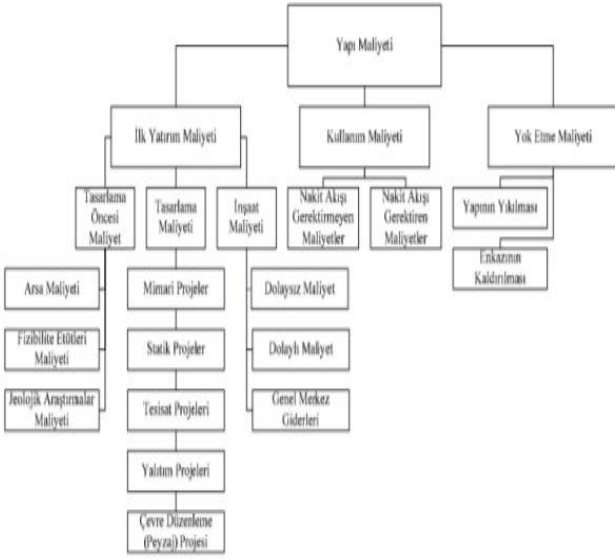 Yapı Maliyeti
İlk Yatırım Maliyeti
Kullanım Maliyeti
Yok Etme Maliyeti
Tasarlama
Öncesi
Maliyet
Tasarlama
Maliyeti
İnşaat
Maliyeti
Nakit Akışı
Gerektirmeyen
Maliyetler
Nakit Akışı
Gerektiren
Maliyetler
Yapının Yıkılması
Enkazının
Kaldırılması
Arsa Maliyeti
Mimari Projeler
Dolaysız Maliyet
Fizibilite Etütleri
Maliyeti
Statik Projeler
Dolaylı Maliyet
Jeolojik Araştırmalar
Maliyeti
Tesisat Projeleri
Genel Merkez
Giderleri
Yalıtım Projeleri
Çevre Düzenleme
(Peyzaj) Projesi